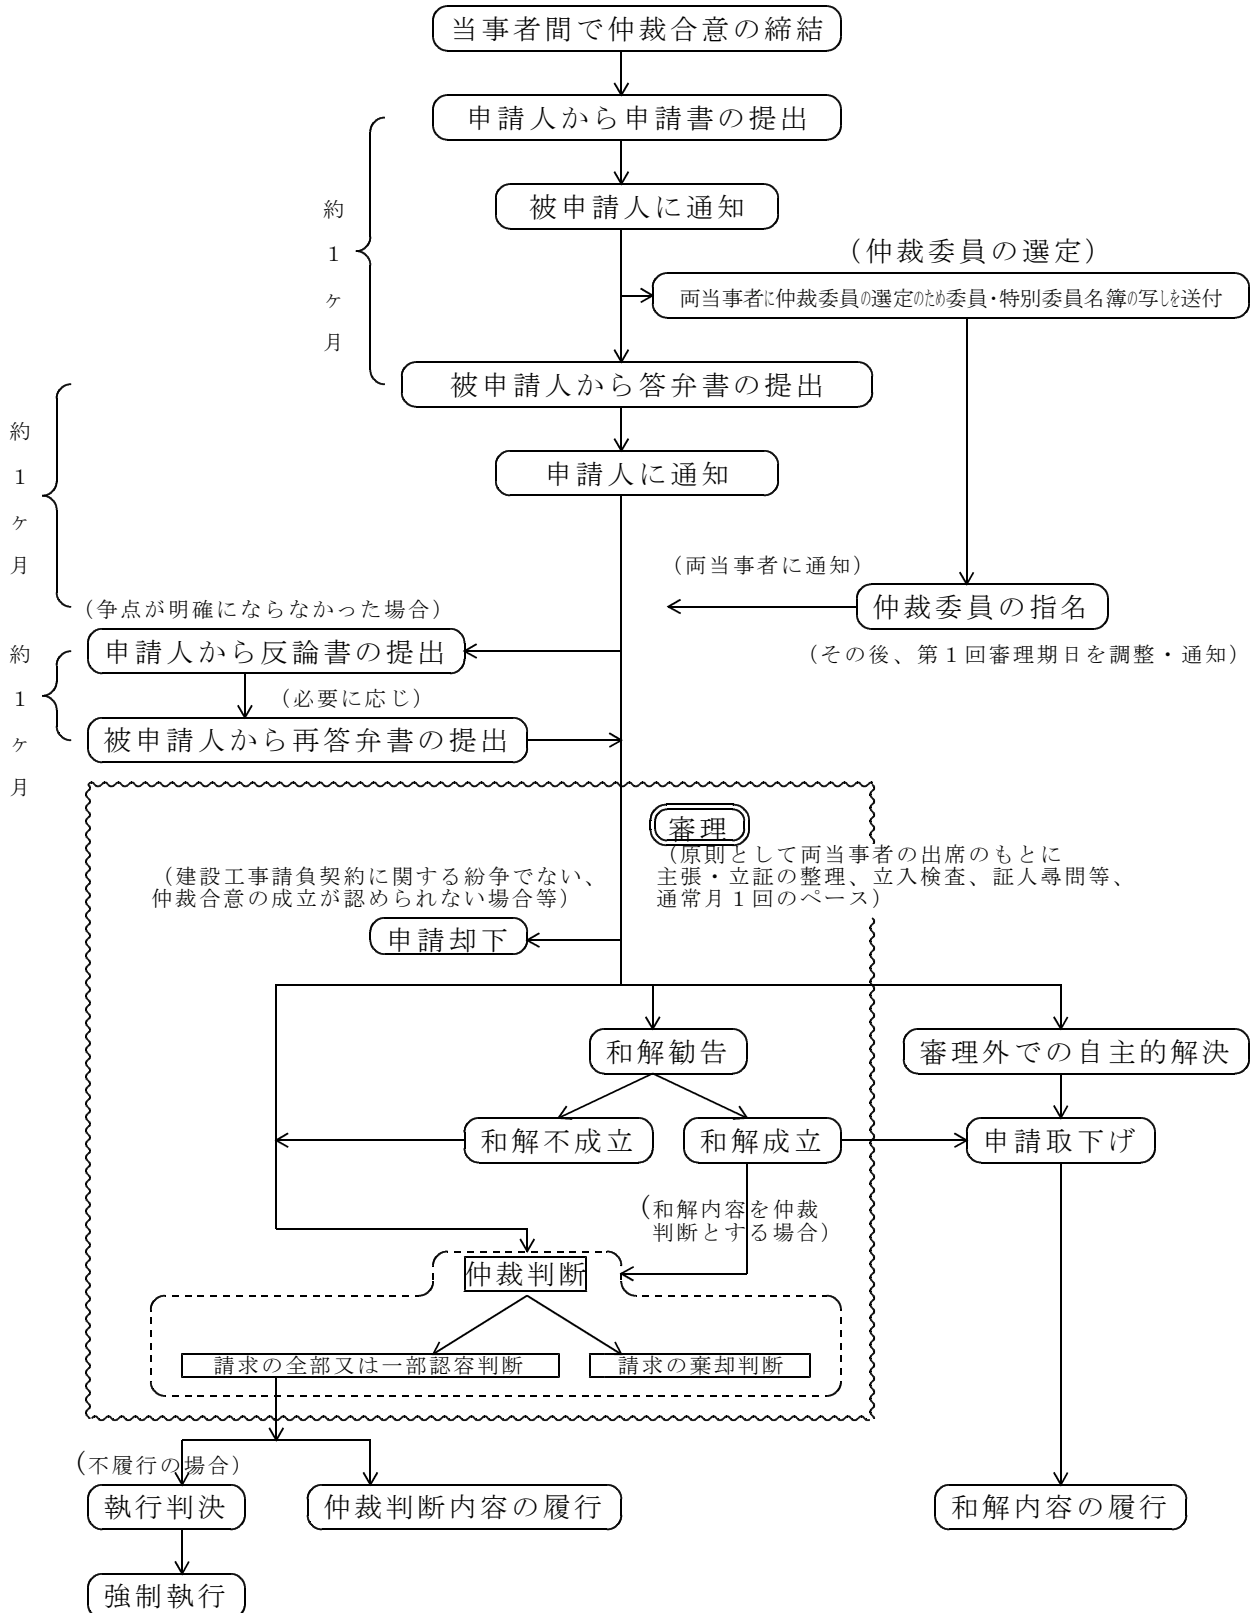 当事者間で仲裁合意の締結
申請人から申請書の提出
約1ヶ月
被申請人に通知
（仲裁委員の選定）
両当事者に仲裁委員の選定のため委員・特別委員名簿の写しを送付
被申請人から答弁書の提出
約1ヶ月
申請人に通知
（両当事者に通知）
仲裁委員の指名
（その後、第１回審理期日を調整・通知）
（争点が明確にならなかった場合）
申請人から反論書の提出
約1ヶ月
（必要に応じ）
被申請人から再答弁書の提出
審理
（原則として両当事者の出席のもとに
主張・立証の整理、立入検査、証人尋問等、
通常月１回のペース）
（建設工事請負契約に関する紛争でない、
仲裁合意の成立が認められない場合等）
申請却下
和解勧告
審理外での自主的解決
和解不成立
和解成立
申請取下げ
（和解内容を仲裁
判断とする場合）
仲裁判断
請求の全部又は一部認容判断
請求の棄却判断
（不履行の場合）
執行判決
仲裁判断内容の履行
和解内容の履行
強制執行